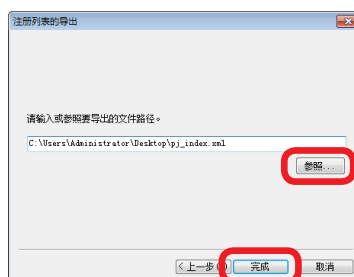 注册列表的导出
请输入或参照要导出的文件路径。
C:\Users\Administrator\Desktop\pj_index.xml
参照...
<上一步 完成 取消